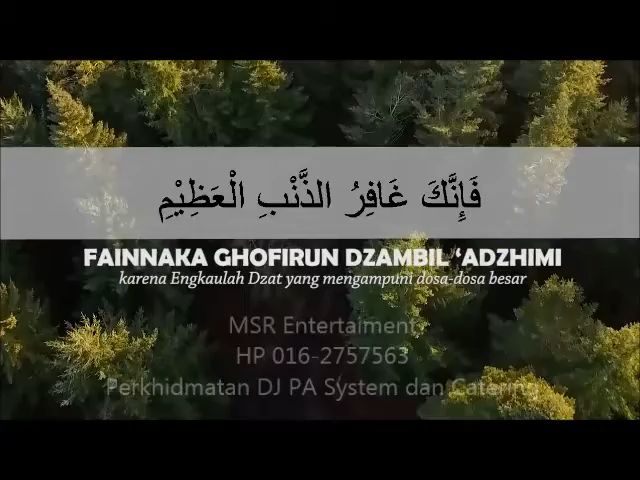 فَإِنَّكَ غَافِرُ الذَّنْبِ الْعَظِيْمِ
FAINNAKA GHOFIRUN DZAMBIL ‘ADZHIMI
karena Engkaulah Dzat yang mengampuni dosa-dosa besar
MSR Entertaiment
HP 016-2757563
Perkhidmatan DJ PA System dan Catering